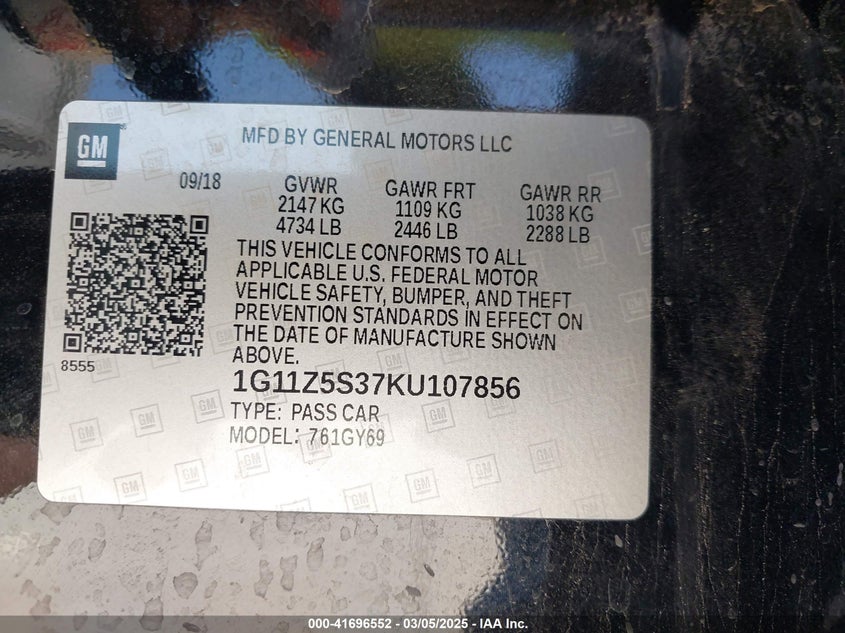 GM
MFD BY GENERAL MOTORS LLC
09/18
GVWR
2147 KG
4734 LB
GAWR FRT
1109 KG
2446 LB
GAWR RR
1038 KG
2288 LB
THIS VEHICLE CONFORMS TO ALL
APPLICABLE U.S. FEDERAL MOTOR
VEHICLE SAFETY, BUMPER, AND THEFT
PREVENTION STANDARDS IN EFFECT ON
THE DATE OF MANUFACTURE SHOWN
ABOVE.
8555
1G11Z5S37KU107856
TYPE: PASS CAR
MODEL: 761GY69
000-41696552 - 03/05/2025 - IAA Inc.